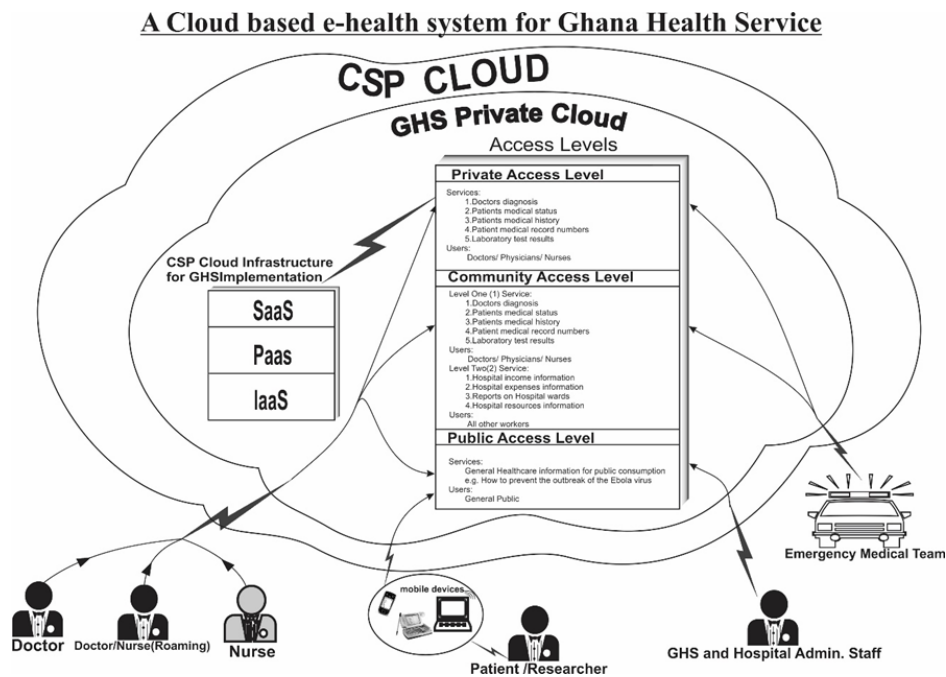 A Cloud based e-health system for Ghana Health Service
CSP CLOUD
GHS Private Cloud
Access Levels
Private Access Level
Services:
1.Doctors diagnosis
2.Patients medical status
3.Patients medical history
4.Patient medical record numbers
5.Laboratory test results
Users:
Doctors/ Physicians/ Nurses
CSP Cloud Infrastructure
for GHSImplementation
SaaS
Paas
IaaS
Community Access Level
Level One (1) Service:
1.Doctors diagnosis
2.Patients medical status
3.Patients medical history
4.Patient medical record numbers
5.Laboratory test results
Users:
Doctors/ Physicians/ Nurses
Level Two(2) Service:
1.Hospital income information
2.Hospital expenses information
3.Reports on Hospital wards
4.Hospital resources information
Users:
All other workers
Public Access Level
Services:
General Healthcare information for public consumption
e.g. How to prevent the outbreak of the Ebola virus
Users:
General Public
Emergency Medical Team
mobile devices
Doctor
Doctor/Nurse(Roaming)
Nurse
Patient /Researcher
GHS and Hospital Admin. Staff